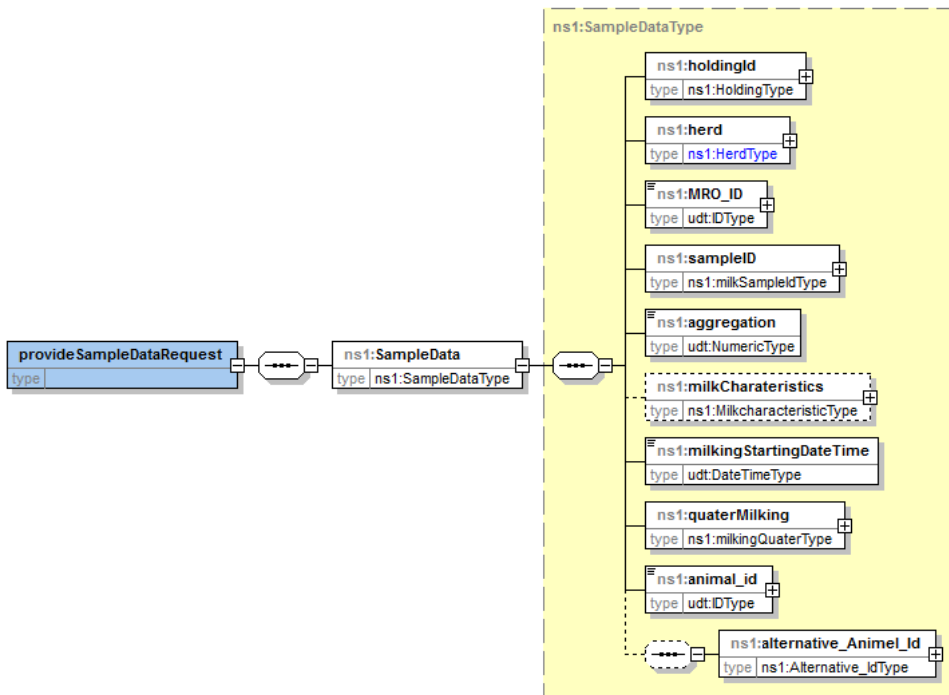 ns1:SampleDataType
ns1:holdingId
type ns1:HoldingType
ns1:herd
type ns1:HerdType
ns1:MRO_ID
type udt:IDType
ns1:sampleID
type ns1:milkSampleIdType
ns1:aggregation
type udt:NumericType
provideSampleDataRequest
type
ns1:SampleData
type ns1:SampleDataType
ns1:milkCharateristics
type ns1:MilkcharacteristicType
ns1:milkingStartingDateTime
type udt:DateTimeType
ns1:quaterMilking
type ns1:milkingQuaterType
ns1:animal_id
type udt:IDType
ns1:alternative_Animel_Id
type ns1:Alternative_IdType